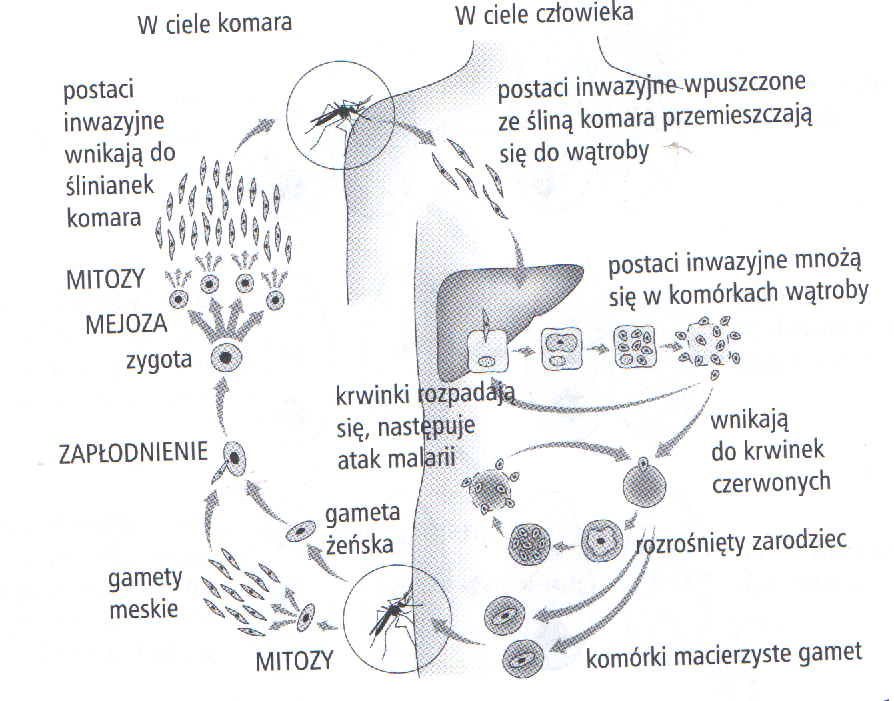 W ciele komara
W ciele człowieka
postaci
inwazyjne
wnikają do
ślinianek
komara
postaci inwazyjne wpuszczone
ze śliną komara przemieszczają
się do wątroby
MITOZY
MEJOZA
zygota
postaci inwazyjne mnożą
się w komórkach wątroby
krwinki rozpadają
się, następuje
atak malarii
wnikają
do krwinek
czerwonych
ZAPŁODNIENIE
gameta
żeńska
rozrośnięty zarodziec
gamety
meskie
MITOZY
komórki macierzyste gamet